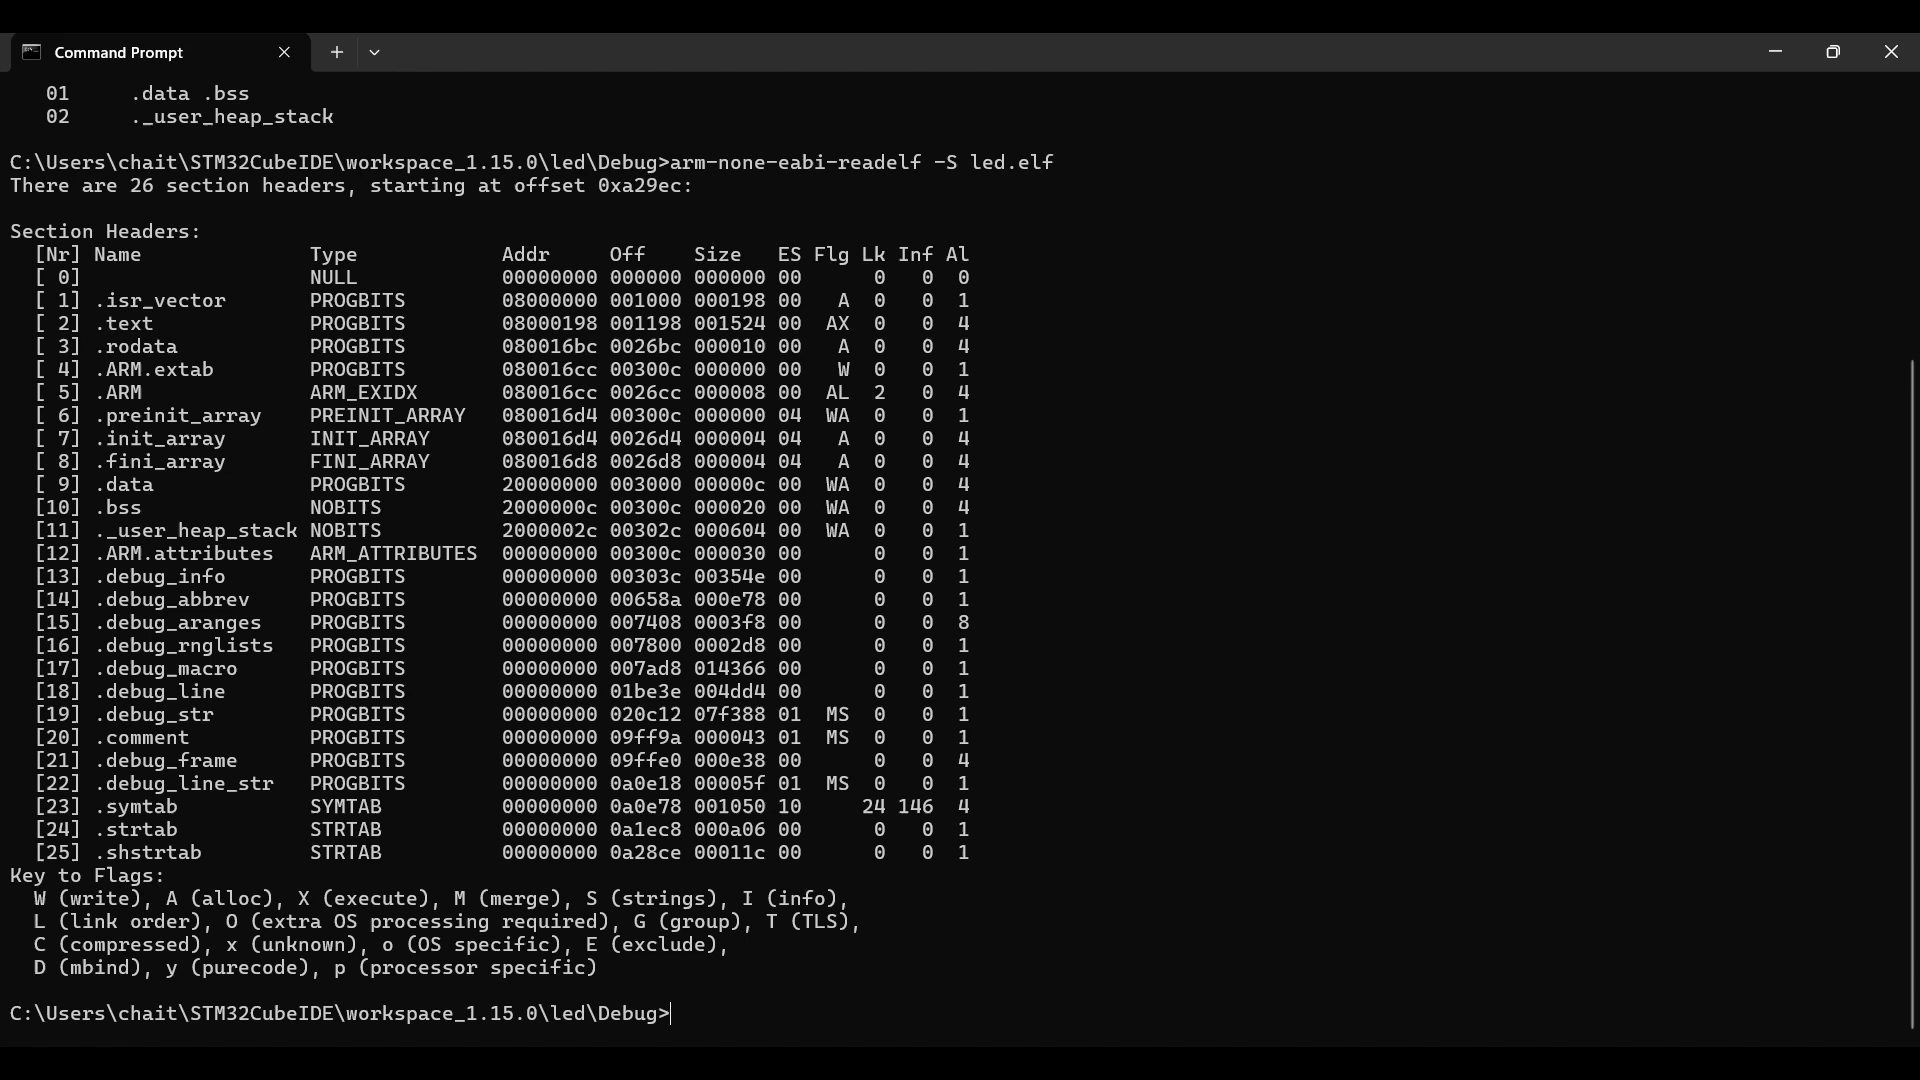 Command Prompt
01     .data .bss
02     ._user_heap_stack
C:\Users\chait\STM32CubeIDE\workspace_1.15.0\led\Debug>arm-none-eabi-readelf -S led.elf
There are 26 section headers, starting at offset 0xa29ec:
Section Headers:
  [Nr] Name              Type            Addr     Off    Size   ES Flg Lk Inf Al
  [ 0]                   NULL            00000000 000000 000000 00      0   0  0
  [ 1] .isr_vector       PROGBITS        08000000 001000 000198 00   A  0   0  1
  [ 2] .text             PROGBITS        08000198 001198 001524 00  AX  0   0  4
  [ 3] .rodata           PROGBITS        080016bc 0026bc 000010 00   A  0   0  4
  [ 4] .ARM.extab        PROGBITS        080016cc 00300c 000000 00   W  0   0  1
  [ 5] .ARM              ARM_EXIDX       080016cc 0026cc 000008 00  AL  2   0  4
  [ 6] .preinit_array    PREINIT_ARRAY   080016d4 00300c 000000 04  WA  0   0  1
  [ 7] .init_array       INIT_ARRAY      080016d4 0026d4 000004 04   A  0   0  4
  [ 8] .fini_array       FINI_ARRAY      080016d8 0026d8 000004 04   A  0   0  4
  [ 9] .data             PROGBITS        20000000 003000 00000c 00  WA  0   0  4
  [10] .bss              NOBITS          2000000c 00300c 000020 00  WA  0   0  4
  [11] ._user_heap_stack NOBITS          2000002c 00302c 000604 00  WA  0   0  1
  [12] .ARM.attributes   ARM_ATTRIBUTES  00000000 00300c 000030 00      0   0  1
  [13] .debug_info       PROGBITS        00000000 00303c 00354e 00      0   0  1
  [14] .debug_abbrev     PROGBITS        00000000 00658a 000e78 00      0   0  1
  [15] .debug_aranges    PROGBITS        00000000 007408 0003f8 00      0   0  8
  [16] .debug_rnglists   PROGBITS        00000000 007800 0002d8 00      0   0  1
  [17] .debug_macro      PROGBITS        00000000 007ad8 014366 00      0   0  1
  [18] .debug_line       PROGBITS        00000000 01be3e 004dd4 00      0   0  1
  [19] .debug_str        PROGBITS        00000000 020c12 07f388 01  MS  0   0  1
  [20] .comment          PROGBITS        00000000 09ff9a 000043 01  MS  0   0  1
  [21] .debug_frame      PROGBITS        00000000 09ffe0 000e38 00      0   0  4
  [22] .debug_line_str   PROGBITS        00000000 0a0e18 00005f 01  MS  0   0  1
  [23] .symtab           SYMTAB          00000000 0a0e78 001050 10     24 146  4
  [24] .strtab           STRTAB          00000000 0a1ec8 000a06 00      0   0  1
  [25] .shstrtab         STRTAB          00000000 0a28ce 00011c 00      0   0  1
Key to Flags:
  W (write), A (alloc), X (execute), M (merge), S (strings), I (info),
  L (link order), O (extra OS processing required), G (group), T (TLS),
  C (compressed), x (unknown), o (OS specific), E (exclude),
  D (mbind), y (purecode), p (processor specific)
C:\Users\chait\STM32CubeIDE\workspace_1.15.0\led\Debug>